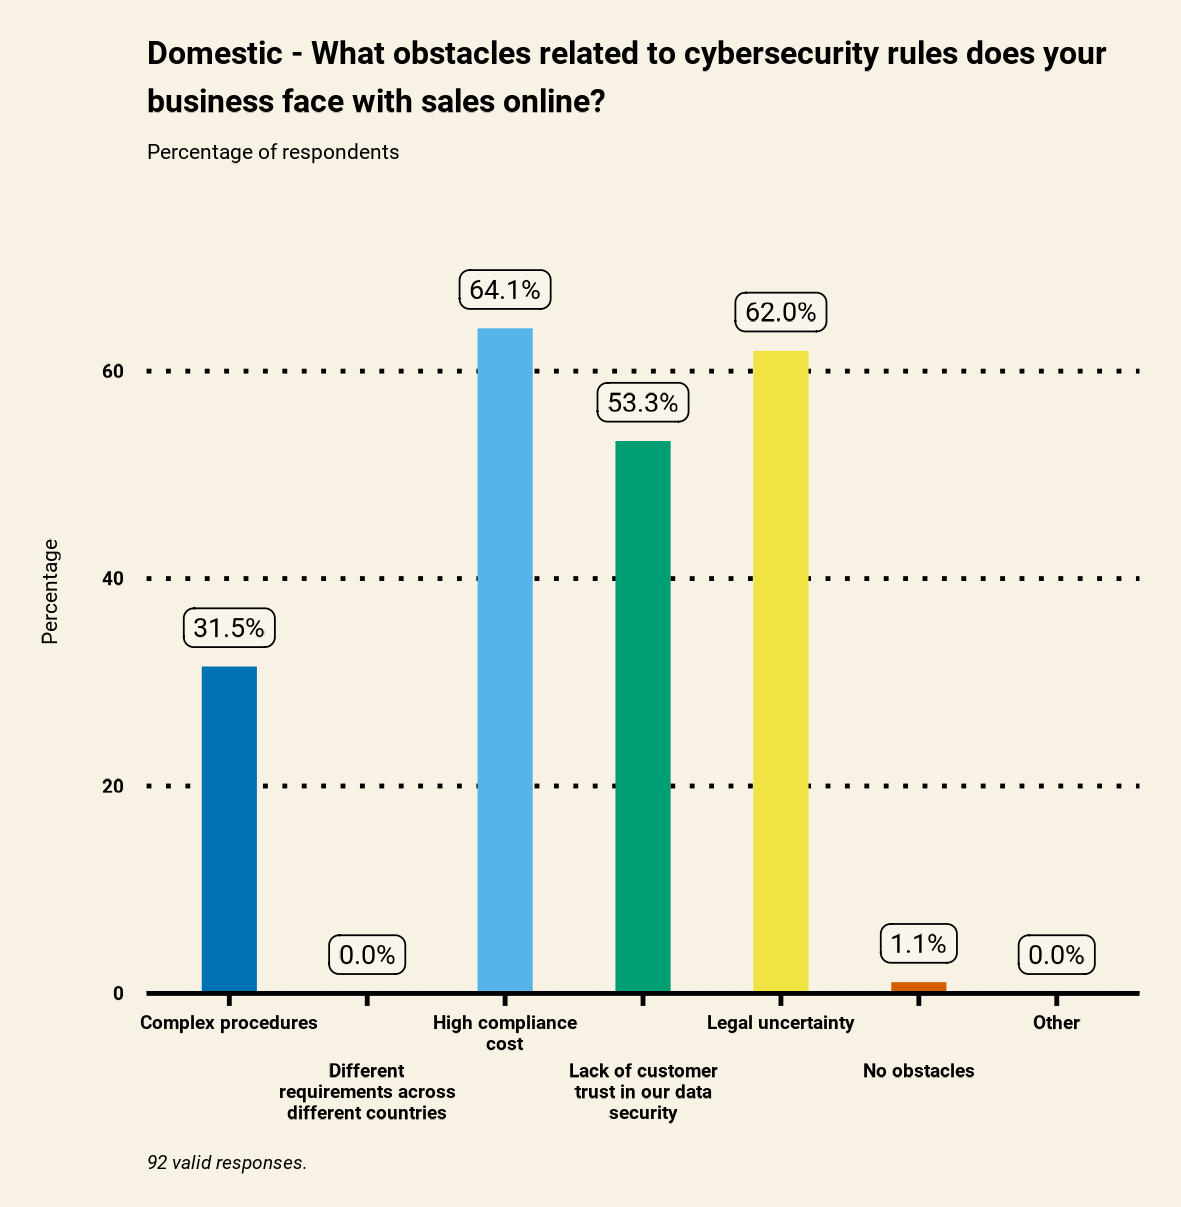 Domestic - What obstacles related to cybersecurity rules does your
business face with sales online?
Percentage of respondents
64.1%
62.0%
60
53.3%
Percentage
40
31.5%
20
1.1%
0.0%
0.0%
0
Complex procedures
High compliance
cost
Legal uncertainty
Other
Different
requirements across
different countries
Lack of customer
trust in our data
security
No obstacles
92 valid responses.